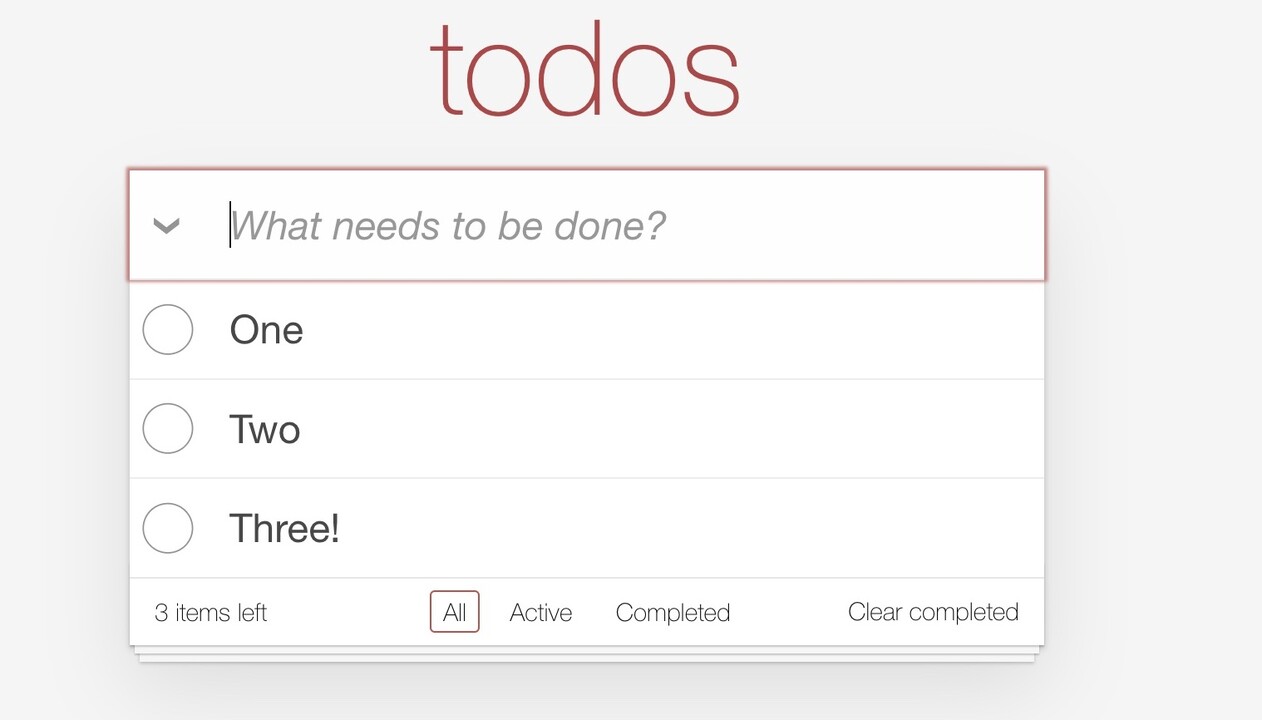 todos
What needs to be done?
One
Two
Three!
3 items left All Active Completed Clear completed